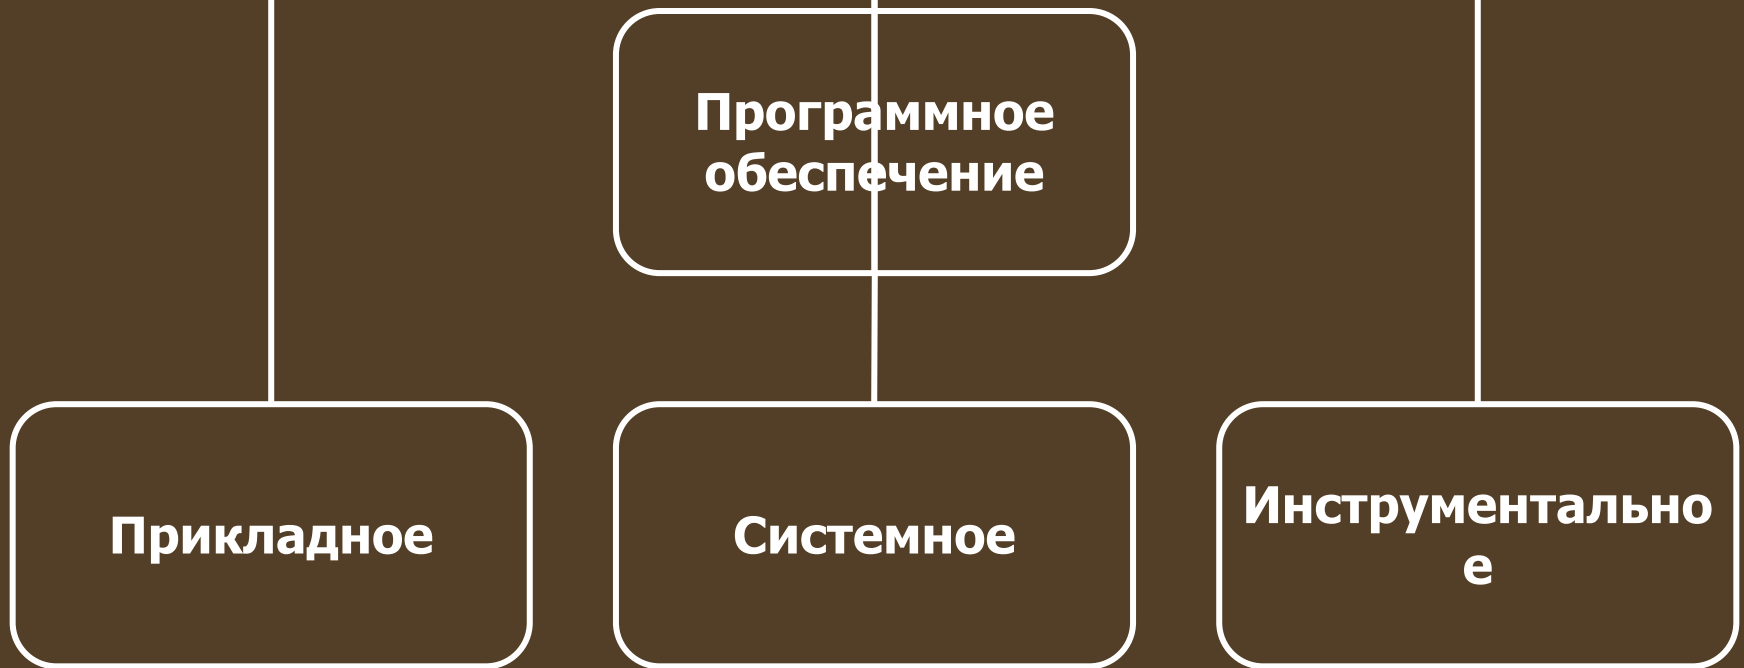 Программное
обеспечение
Прикладное
Системное
Инструментально
е